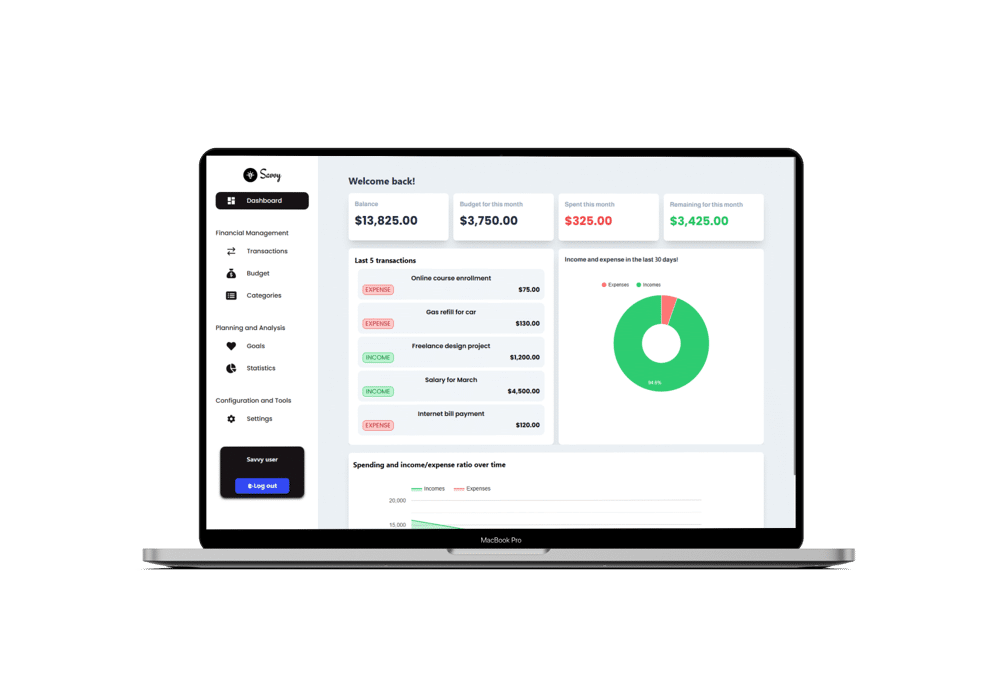 Savvy
Dashboard
Financial Management
Transactions
Budget
Categories
Planning and Analysis
Goals
Statistics
Configuration and Tools
Settings
Savvy user
Log out
Welcome back!
Balance
$13,825.00
Budget for this month
$3,750.00
Spent this month
$325.00
Remaining for this month
$3,425.00
Last 5 transactions
Online course enrollment
EXPENSE
$75.00
Gas refill for car
EXPENSE
$130.00
Freelance design project
INCOME
$1,200.00
Salary for March
INCOME
$4,500.00
Internet bill payment
EXPENSE
$120.00
Income and expense in the last 30 days!
Expenses Incomes
94.6%
Spending and income/expense ratio over time
Incomes Expenses
20,000
15,000
MacBook Pro